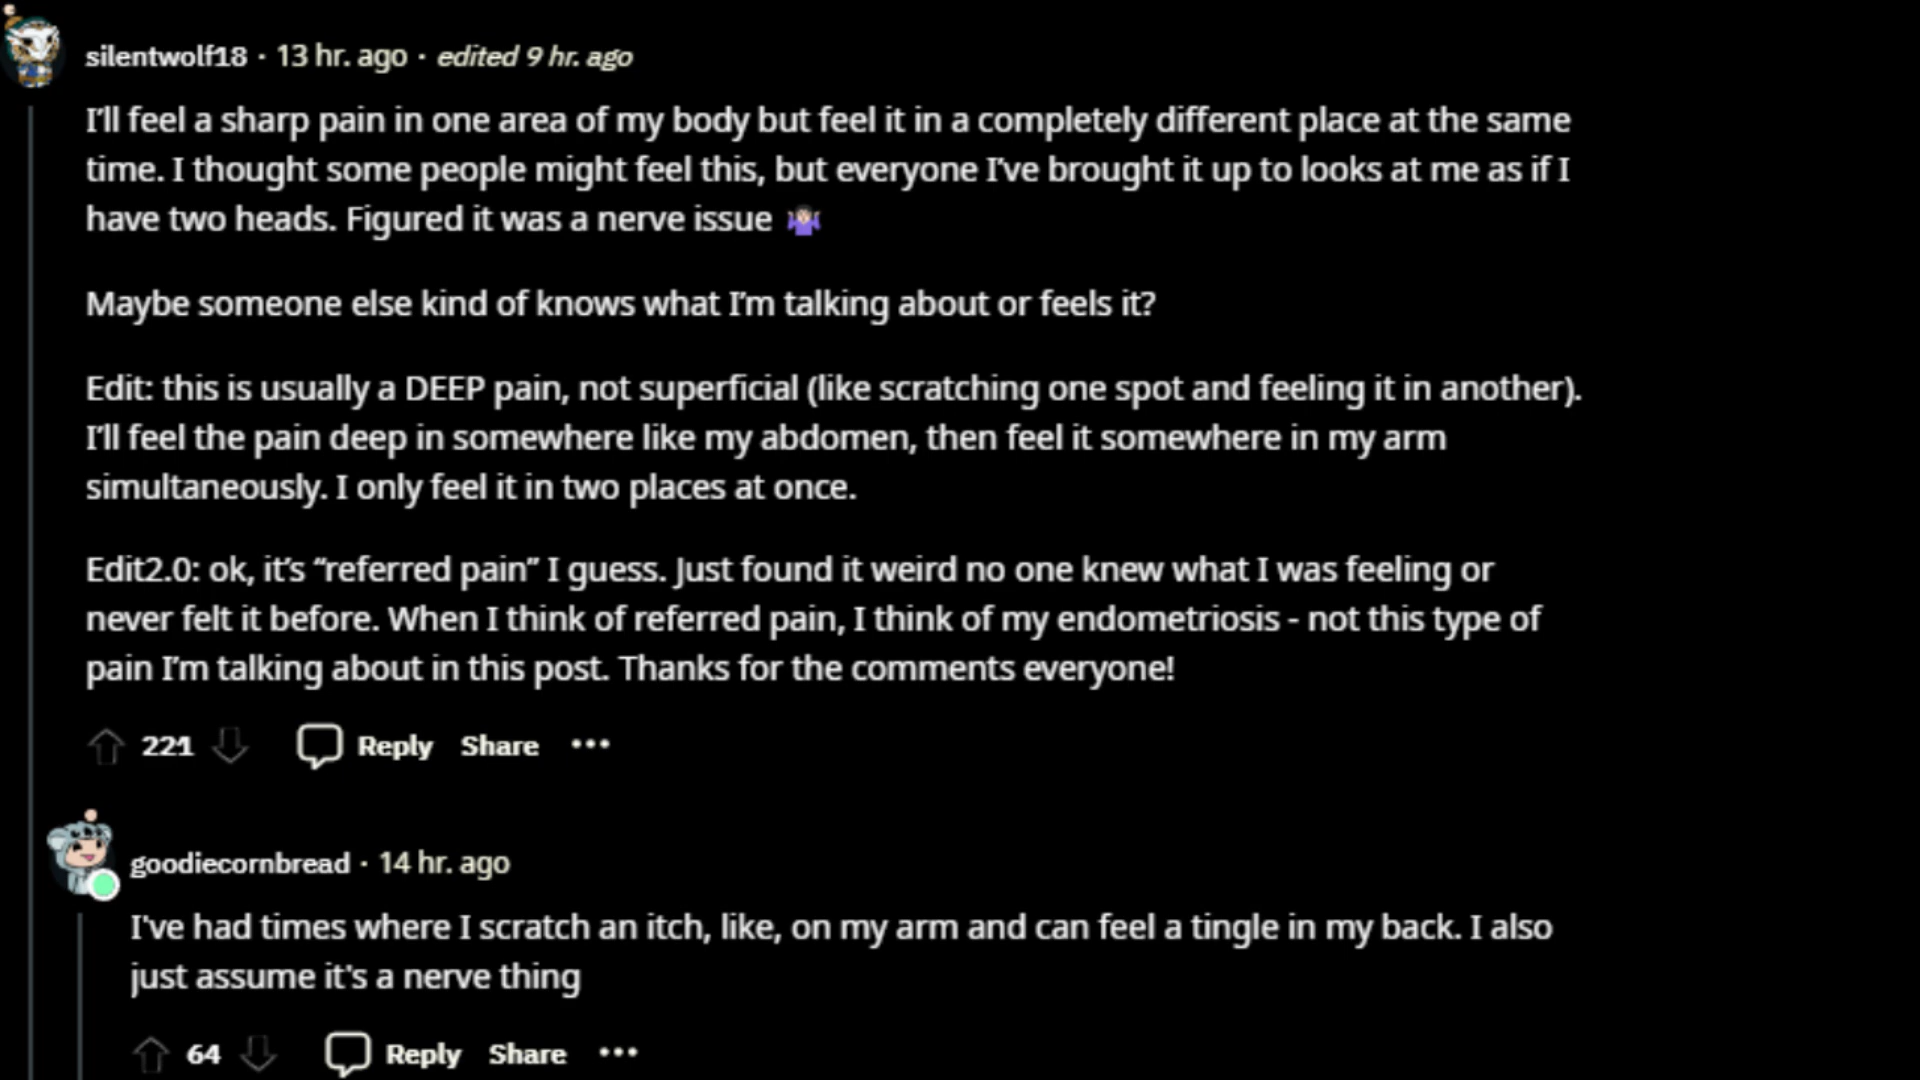 silentwolf18 · 13 hr. ago · edited 9 hr. ago
I'll feel a sharp pain in one area of my body but feel it in a completely different place at the same
time. I thought some people might feel this, but everyone I've brought it up to looks at me as if I
have two heads. Figured it was a nerve issue 🤷🏻‍♀️
Maybe someone else kind of knows what I'm talking about or feels it?
Edit: this is usually a DEEP pain, not superficial (like scratching one spot and feeling it in another).
I'll feel the pain deep in somewhere like my abdomen, then feel it somewhere in my arm
simultaneously. I only feel it in two places at once.
Edit2.0: ok, it's “referred pain” I guess. Just found it weird no one knew what I was feeling or
never felt it before. When I think of referred pain, I think of my endometriosis - not this type of
pain I'm talking about in this post. Thanks for the comments everyone!
221 Reply Share •••
goodiecornbread · 14 hr. ago
I've had times where I scratch an itch, like, on my arm and can feel a tingle in my back. I also
just assume it's a nerve thing
64 Reply Share •••